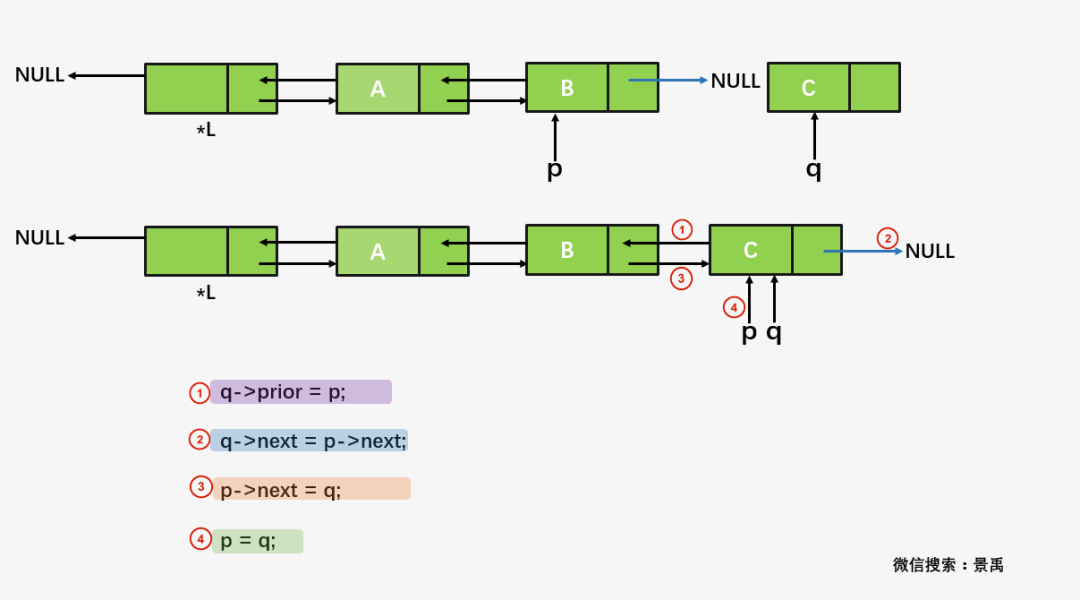 NULL A B NULL C
*L
p q
NULL A B ① C ② NULL
③
*L ④
p q
① q->prior = p;
② q->next = p->next;
③ p->next = q;
④ p = q;
微信搜索：景禹